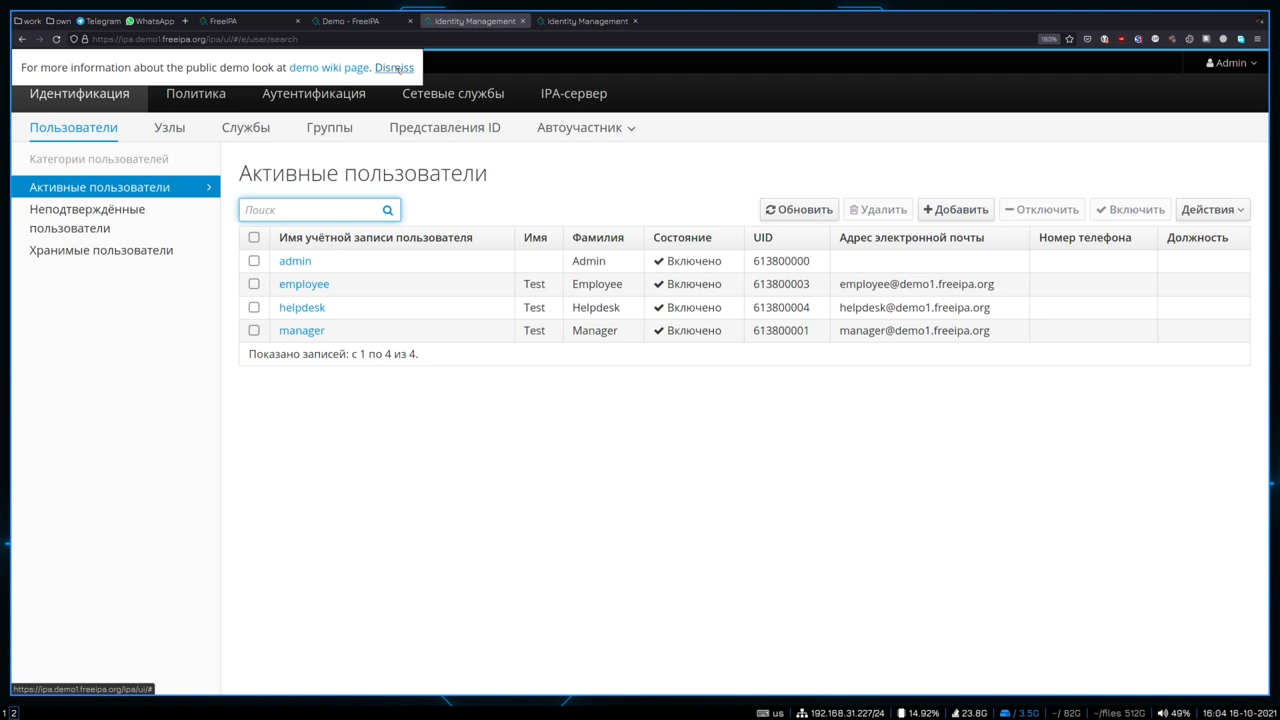 work own Telegram WhatsApp + FreeIPA × Demo - FreeIPA × Identity Management × Identity Management ×
https://ipa.demo1.freeipa.org/ipa/ui/#/e/user/search
For more information about the public demo look at demo wiki page. Dismiss
Admin
Идентификация Политика Аутентификация Сетевые службы IPA-сервер
Пользователи Узлы Службы Группы Представления ID Автоучастник
Категории пользователей
Активные пользователи
Неподтверждённые
пользователи
Хранимые пользователи
Активные пользователи
Поиск
Обновить Удалить Добавить Отключить Включить Действия
Имя учётной записи пользователя Имя Фамилия Состояние UID Адрес электронной почты Номер телефона Должность
admin Admin Включено 613800000
employee Test Employee Включено 613800003 employee@demo1.freeipa.org
helpdesk Test Helpdesk Включено 613800004 helpdesk@demo1.freeipa.org
manager Test Manager Включено 613800001 manager@demo1.freeipa.org
Показано записей: с 1 по 4 из 4.
https://ipa.demo1.freeipa.org/ipa/ui/#
1 2 us 192.168.31.227/24 14.92% 23.8G / 3.5G ~/ 82G ~/files 512G 49% 16:04 16-10-2021